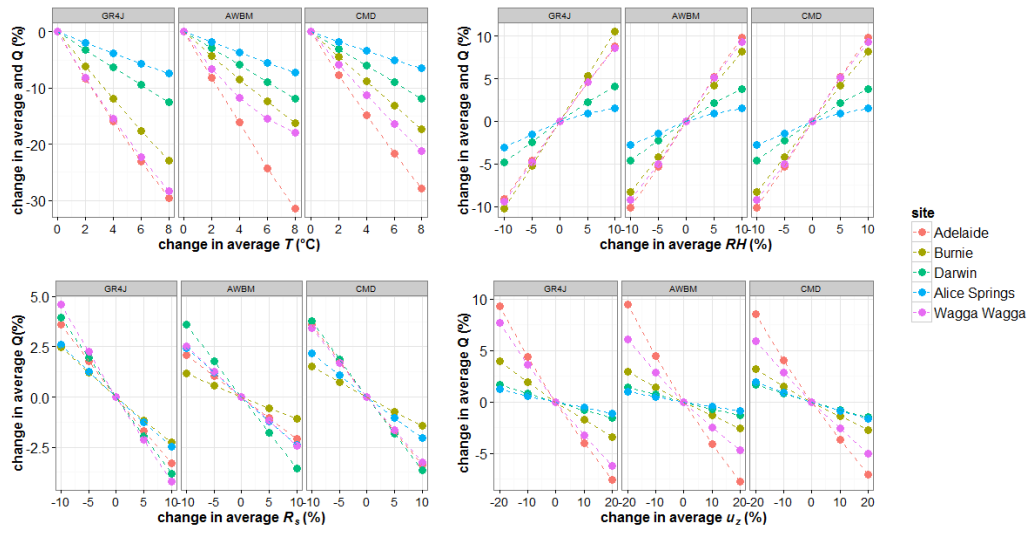 GR4J AWBM CMD
change in average and Q (%)
0
-10
-20
-30
0 2 4 6 8 0 2 4 6 8 0 2 4 6 8
change in average T (°C)
GR4J AWBM CMD
change in average and Q (%)
10
5
0
-5
-10
-10 -5 0 5 10 -10 -5 0 5 10 -10 -5 0 5 10
change in average RH (%)
site
Adelaide
Burnie
Darwin
Alice Springs
Wagga Wagga
GR4J AWBM CMD
change in average Q(%)
5.0
2.5
0.0
-2.5
-10 -5 0 5 10 -10 -5 0 5 10 -10 -5 0 5 10
change in average Rs (%)
GR4J AWBM CMD
change in average Q (%)
10
5
0
-5
-20 -10 0 10 20 -20 -10 0 10 20 -20 -10 0 10 20
change in average uz (%)